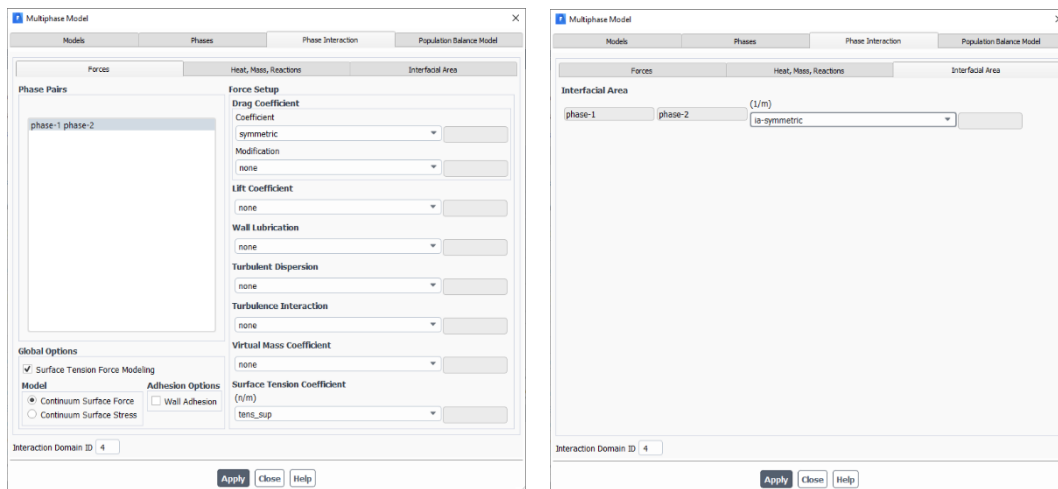 Multiphase Model
Models Phases Phase Interaction Population Balance Model
Forces Heat, Mass, Reactions Interfacial Area
Phase Pairs
phase-1 phase-2
Force Setup
Drag Coefficient
Coefficient
symmetric
Modification
none
Lift Coefficient
none
Wall Lubrication
none
Turbulent Dispersion
none
Turbulence Interaction
none
Virtual Mass Coefficient
none
Surface Tension Coefficient
(n/m)
tens_sup
Global Options
Surface Tension Force Modeling
Model
Continuum Surface Force
Continuum Surface Stress
Adhesion Options
Wall Adhesion
Interaction Domain ID 4
Apply Close Help
Multiphase Model
Models Phases Phase Interaction Population Balance Model
Forces Heat, Mass, Reactions Interfacial Area
Interfacial Area
(1/m)
phase-1 phase-2 ia-symmetric
Interaction Domain ID 4
Apply Close Help